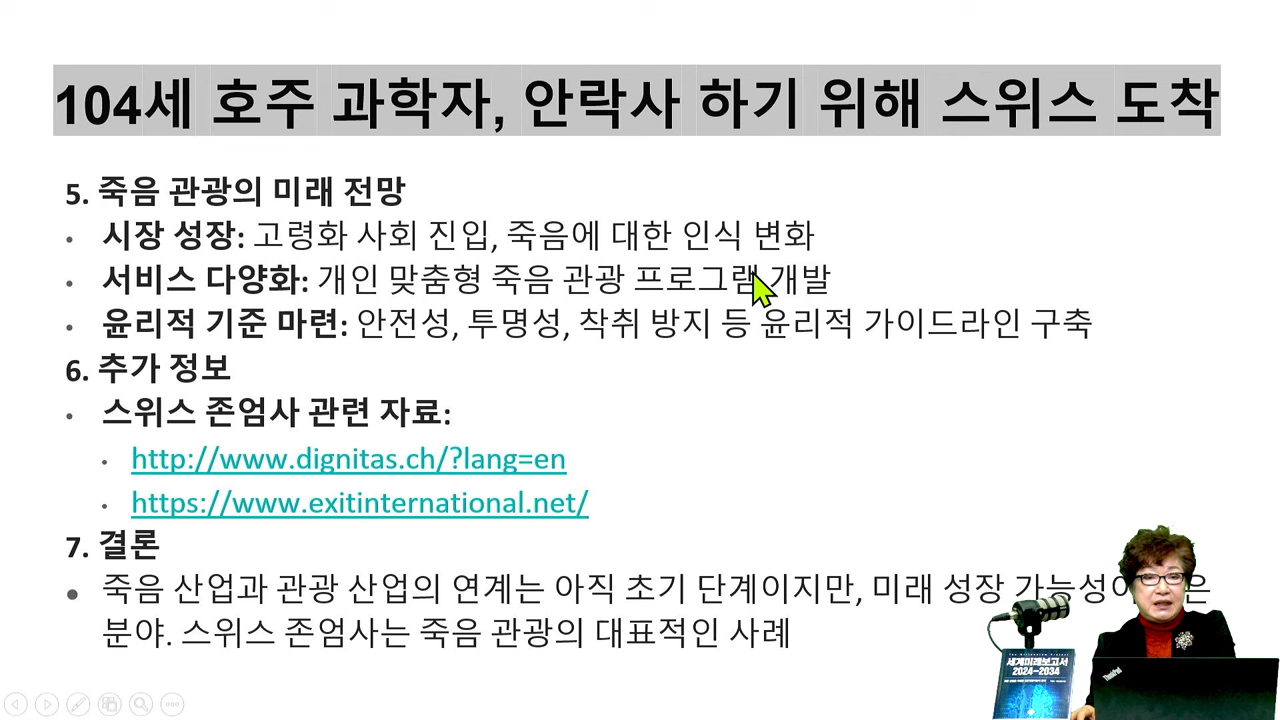 104세 호주 과학자, 안락사 하기 위해 스위스 도착
5. 죽음 관광의 미래 전망
• 시장 성장: 고령화 사회 진입, 죽음에 대한 인식 변화
• 서비스 다양화: 개인 맞춤형 죽음 관광 프로그램 개발
• 윤리적 기준 마련: 안전성, 투명성, 착취 방지 등 윤리적 가이드라인 구축
6. 추가 정보
• 스위스 존엄사 관련 자료:
• http://www.dignitas.ch/?lang=en
• https://www.exitinternational.net/
7. 결론
• 죽음 산업과 관광 산업의 연계는 아직 초기 단계이지만, 미래 성장 가능성이 은
분야. 스위스 존엄사는 죽음 관광의 대표적인 사례
세계미래보고서
2024-2034
ThinkPad